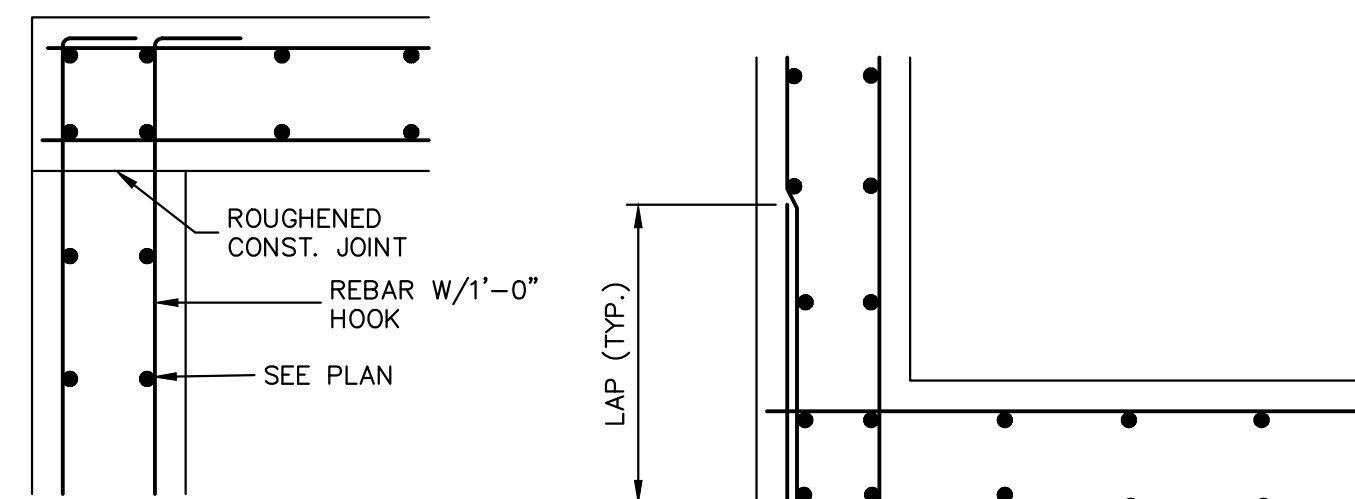 ROUGHENED
CONST. JOINT
REBAR W/1'-0"
HOOK
SEE PLAN
LAP (TYP.)